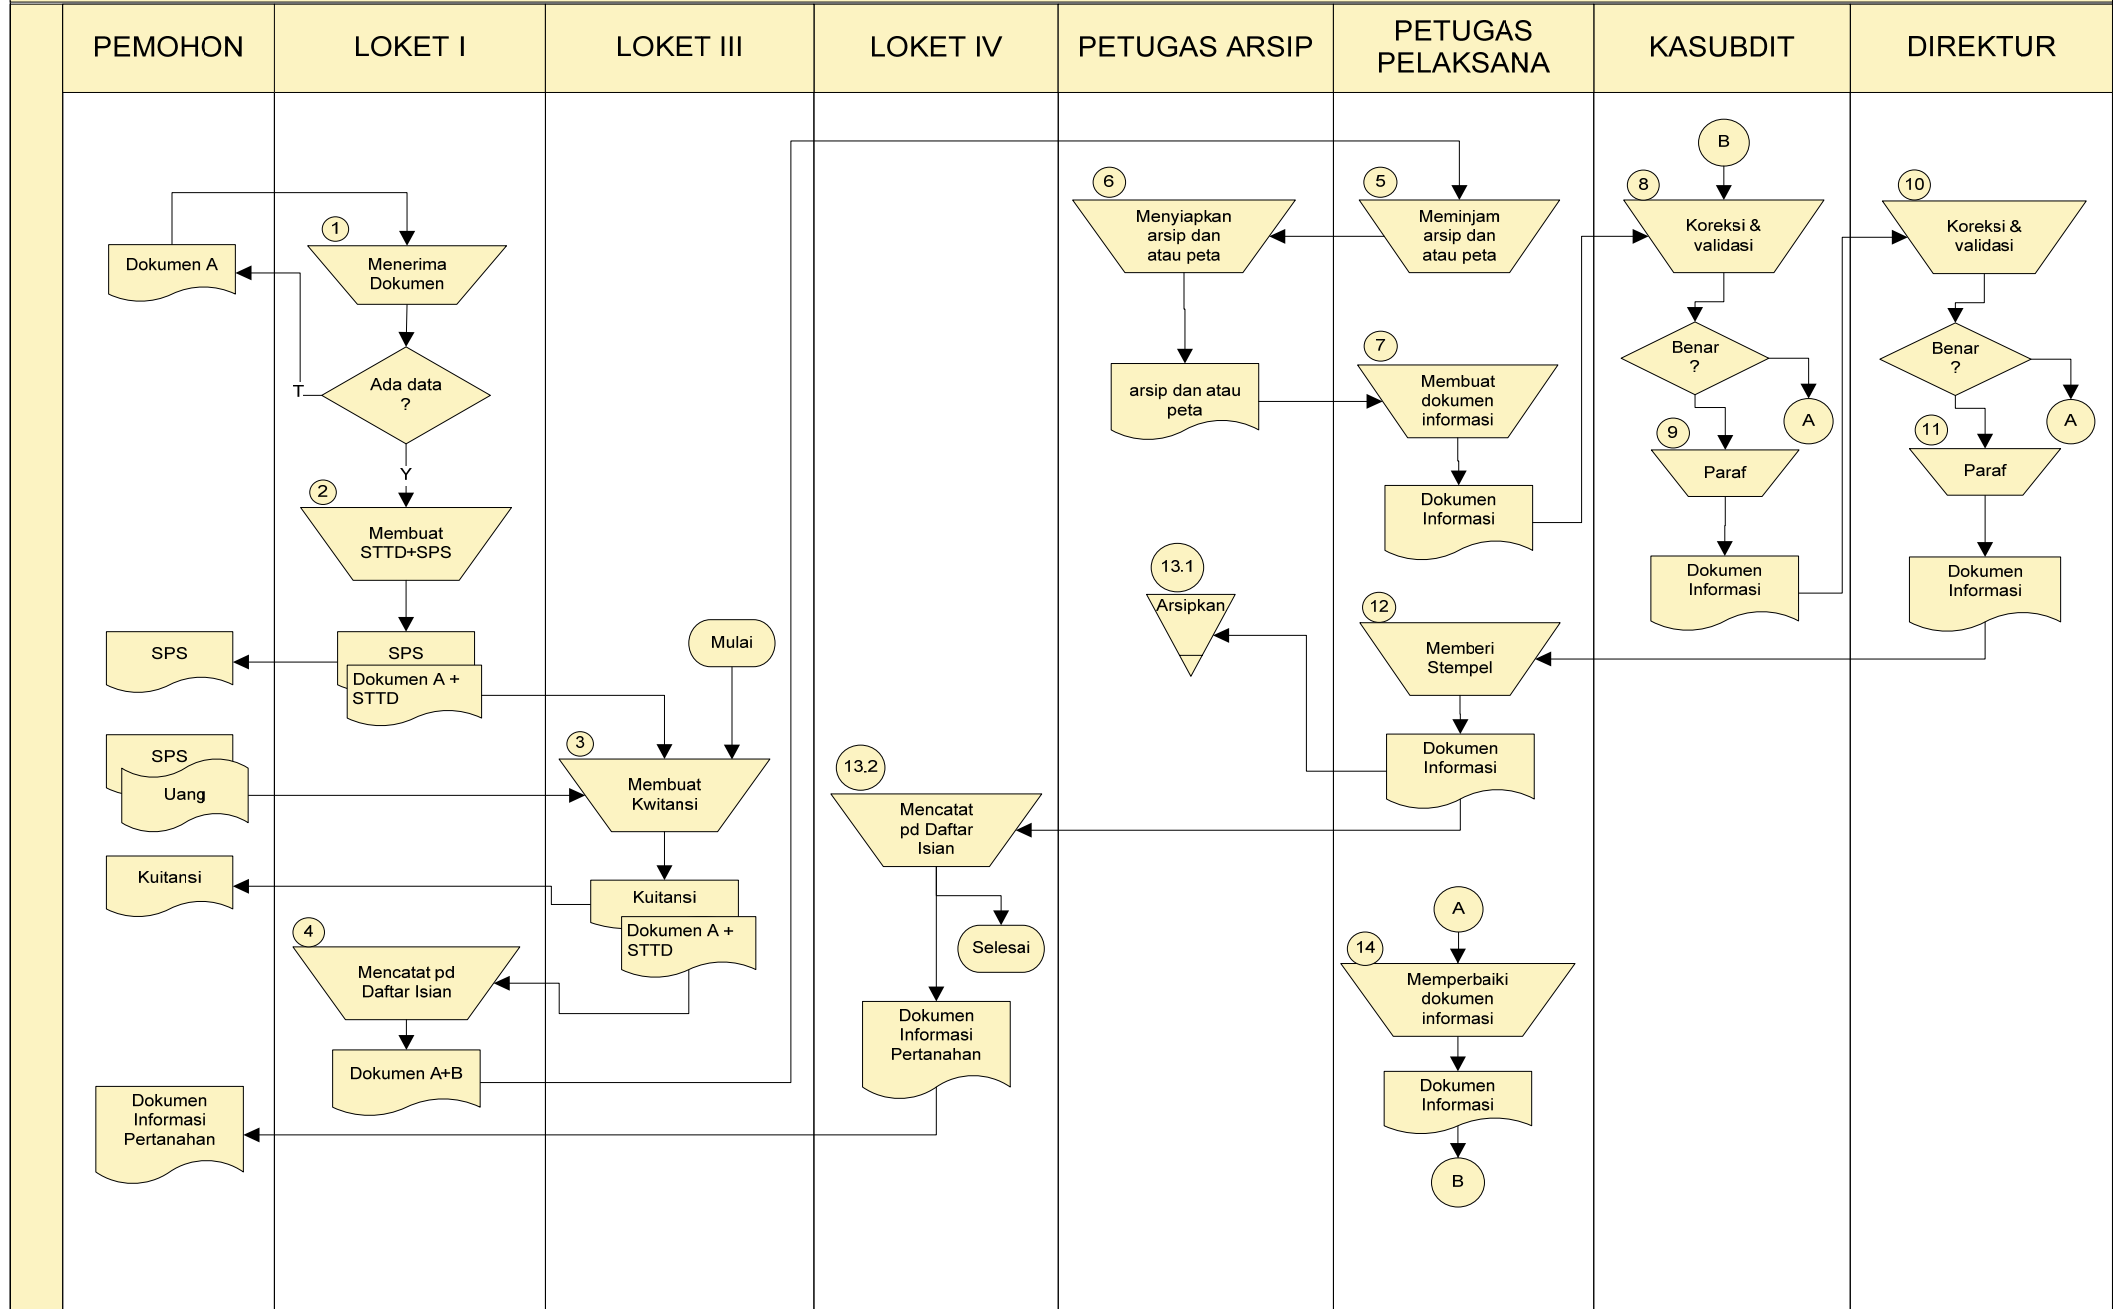 PEMOHON
LOKET I
LOKET III
LOKET IV
PETUGAS ARSIP
PETUGAS
PELAKSANA
KASUBDIT
DIREKTUR
Dokumen A
SPS
SPS
Uang
Kuitansi
Dokumen
Informasi
Pertanahan
1
Menerima
Dokumen
Ada data
?
T
Y
2
Membuat
STTD+SPS
SPS
Dokumen A +
STTD
4
Mencatat pd
Daftar Isian
Dokumen A+B
Mulai
3
Membuat
Kwitansi
Kuitansi
Dokumen A +
STTD
13.2
Mencatat
pd Daftar
Isian
Selesai
Dokumen
Informasi
Pertanahan
6
Menyiapkan
arsip dan
atau peta
arsip dan atau
peta
13.1
Arsipkan
5
Meminjam
arsip dan
atau peta
7
Membuat
dokumen
informasi
Dokumen
Informasi
12
Memberi
Stempel
Dokumen
Informasi
A
14
Memperbaiki
dokumen
informasi
Dokumen
Informasi
B
B
8
Koreksi &
validasi
Benar
?
A
9
Paraf
Dokumen
Informasi
10
Koreksi &
validasi
Benar
?
A
11
Paraf
Dokumen
Informasi